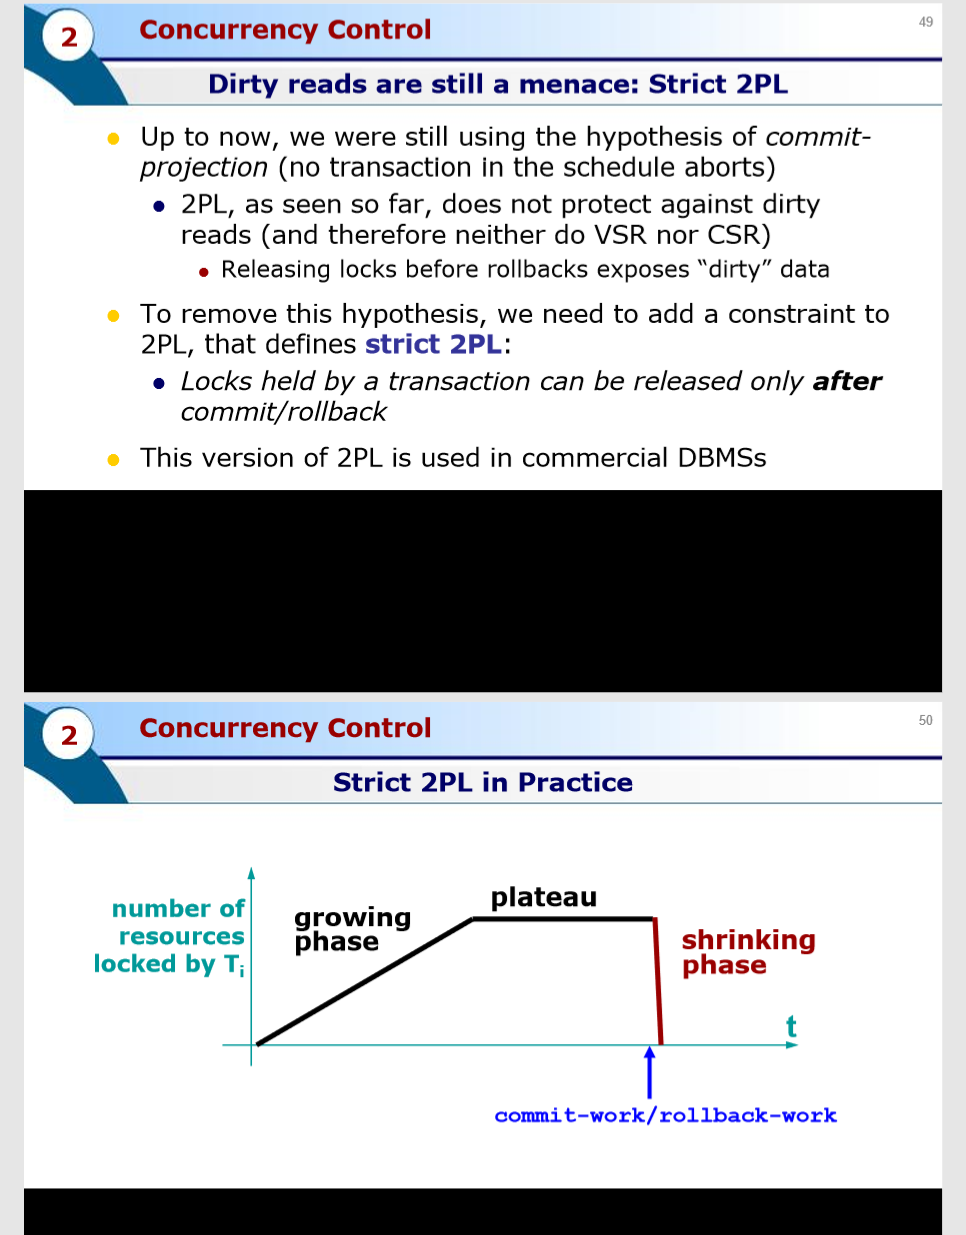 2
Concurrency Control
49
Dirty reads are still a menace: Strict 2PL
Up to now, we were still using the hypothesis of commit-
projection (no transaction in the schedule aborts)
2PL, as seen so far, does not protect against dirty
reads (and therefore neither do VSR nor CSR)
Releasing locks before rollbacks exposes “dirty” data
To remove this hypothesis, we need to add a constraint to
2PL, that defines strict 2PL:
Locks held by a transaction can be released only after
commit/rollback
This version of 2PL is used in commercial DBMSs
2
Concurrency Control
50
Strict 2PL in Practice
number of
resources
locked by Ti
growing
phase
plateau
shrinking
phase
t
commit-work/rollback-work